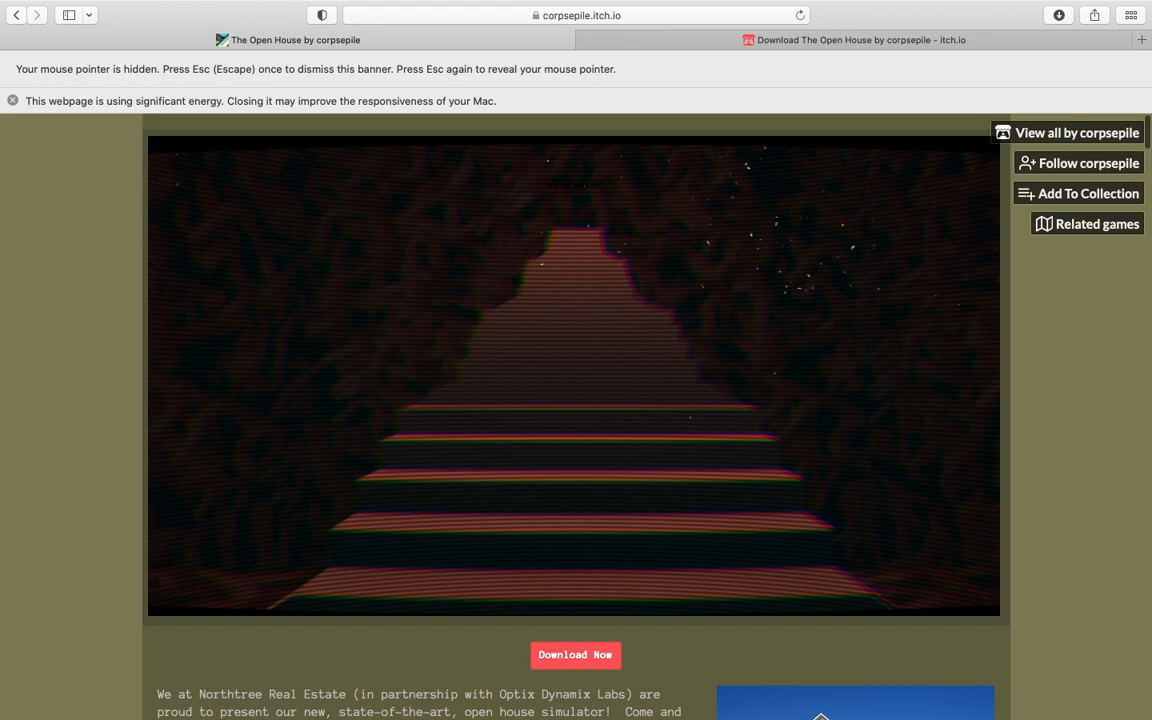 corpsepile.itch.io
The Open House by corpsepile
Download The Open House by corpsepile - itch.io
Your mouse pointer is hidden. Press Esc (Escape) once to dismiss this banner. Press Esc again to reveal your mouse pointer.
This webpage is using significant energy. Closing it may improve the responsiveness of your Mac.
View all by corpsepile
Follow corpsepile
Add To Collection
Related games
Download Now
We at Northtree Real Estate (in partnership with Optix Dynamix Labs) are
proud to present our new, state-of-the-art, open house simulator! Come and